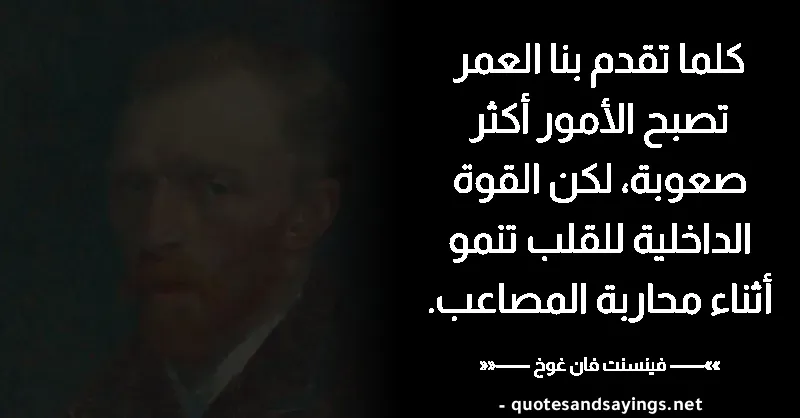 كلما تقدم بنا العمر
تصبح الأمور أكثر
صعوبة، لكن القوة
الداخلية للقلب تنمو
أثناء محاربة المصاعب.
»—— فينسنت فان غوخ ——««
- quotesandsayings.net